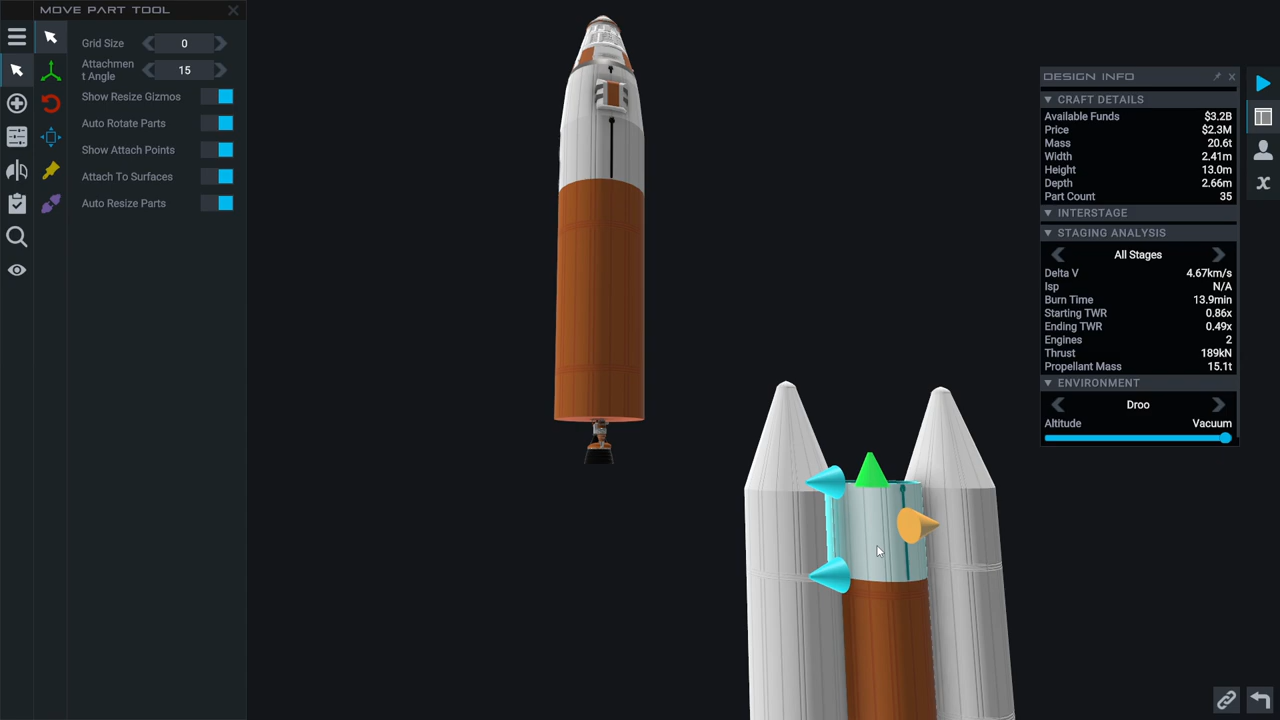 MOVE PART TOOL
Grid Size 0
Attachmen
t Angle 15
Show Resize Gizmos
Auto Rotate Parts
Show Attach Points
Attach To Surfaces
Auto Resize Parts
DESIGN INFO
CRAFT DETAILS
Available Funds $3.2B
Price $2.3M
Mass 20.6t
Width 2.41m
Height 13.0m
Depth 2.66m
Part Count 35
INTERSTAGE
STAGING ANALYSIS
All Stages
Delta V 4.67km/s
Isp N/A
Burn Time 13.9min
Starting TWR 0.86x
Ending TWR 0.49x
Engines 2
Thrust 189kN
Propellant Mass 15.1t
ENVIRONMENT
Droo
Altitude Vacuum